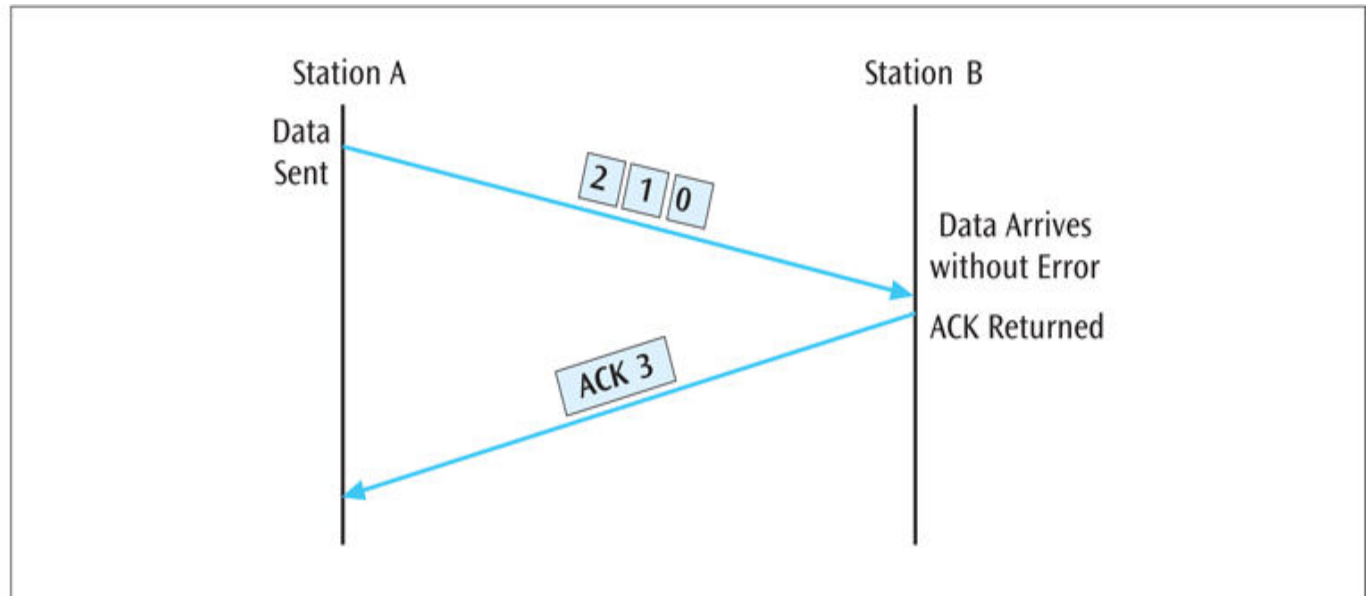 Station A
Station B
Data
Sent
2 1 0
Data Arrives
without Error
ACK Returned
ACK 3